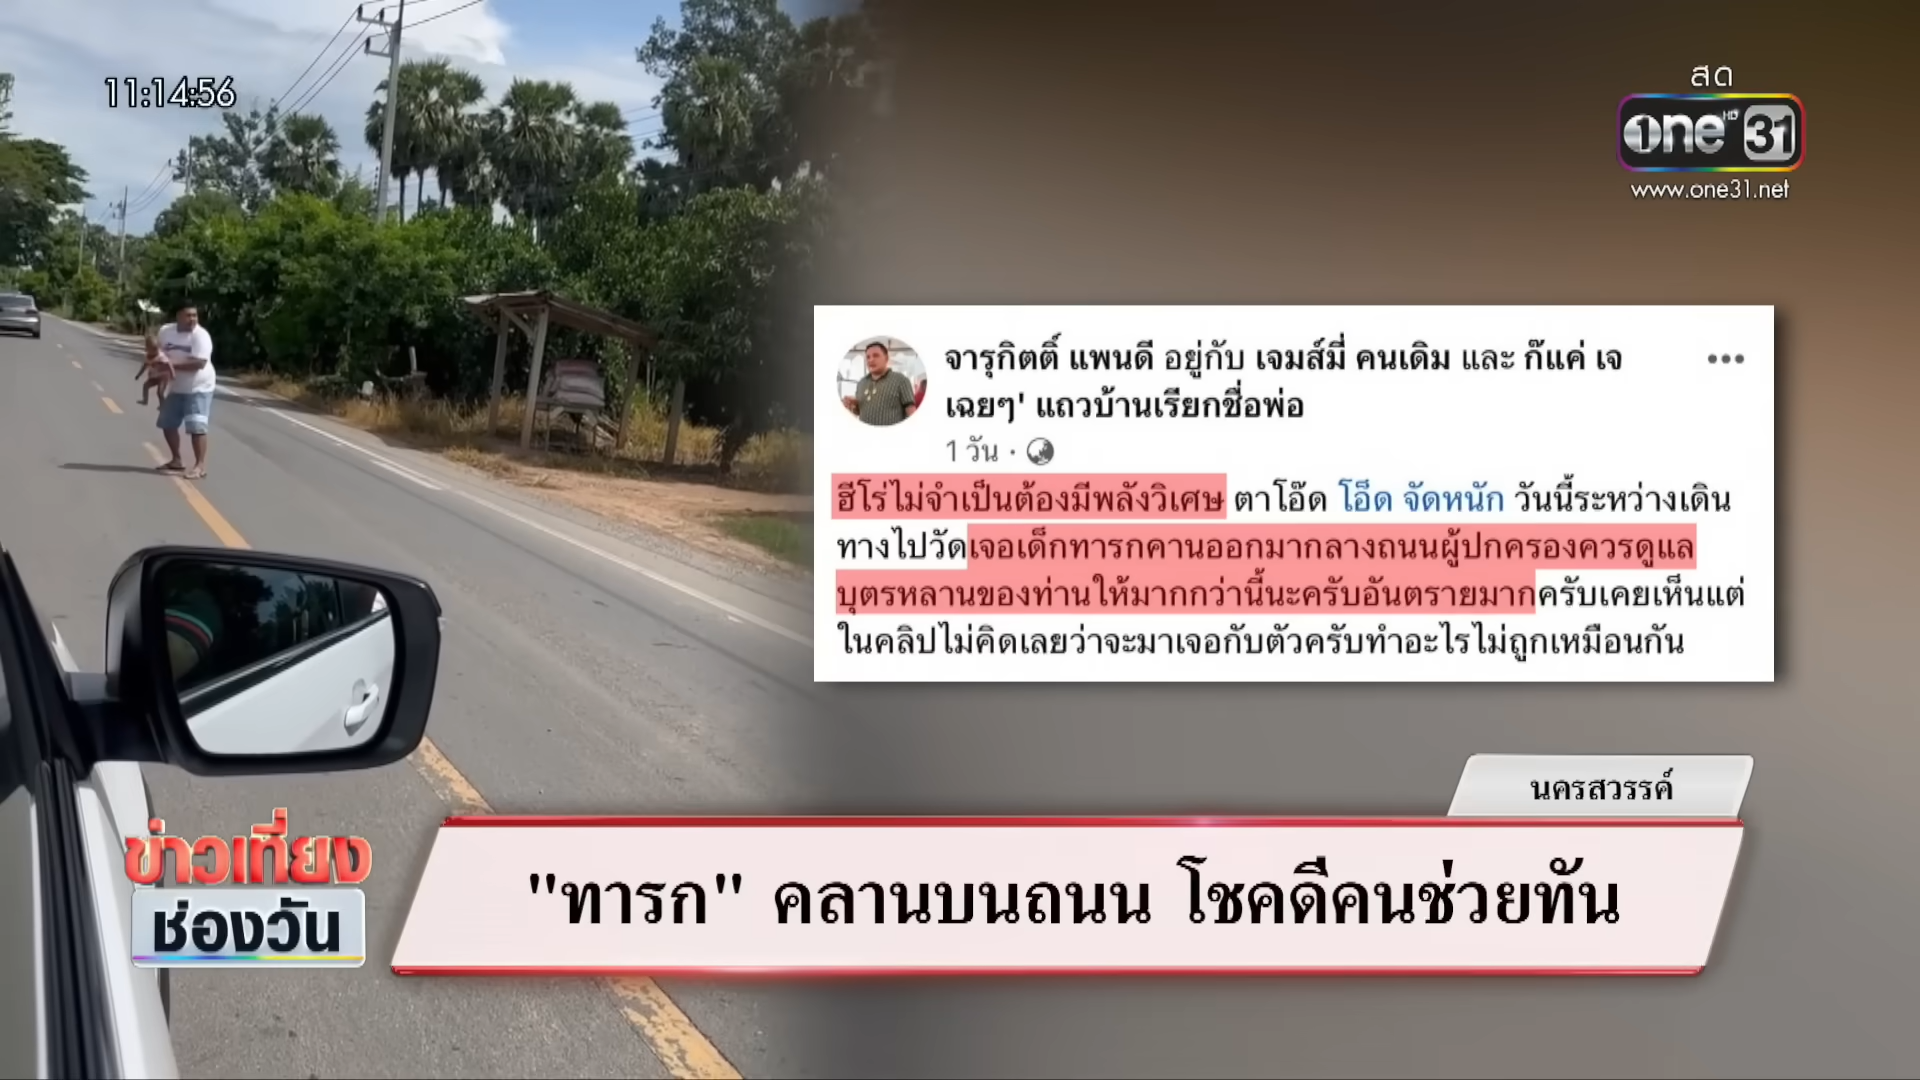 11:14:56
สด
one HD 31
www.one31.net
จารุกิตติ์ แพนดี อยู่กับ เจมส์มี่ คนเดิม และ ก๊แค่ เจ
เฉยๆ' แถวบ้านเรียกชื่อพ่อ
1 วัน ·
ฮีโร่ไม่จำเป็นต้องมีพลังวิเศษ ตาโอ๊ด โอ็ด จัดหนัก วันนี้ระหว่างเดิน
ทางไปวัดเจอเด็กทารกคานออกมากลางถนนผู้ปกครองควรดูแล
บุตรหลานของท่านให้มากกว่านี้นะครับอันตรายมากครับเคยเห็นแต่
ในคลิปไม่คิดเลยว่าจะมาเจอกับตัวครับทำอะไรไม่ถูกเหมือนกัน
นครสวรรค์
ข่าวเที่ยง
ช่องวัน
"ทารก" คลานบนถนน โชคดีคนช่วยทัน